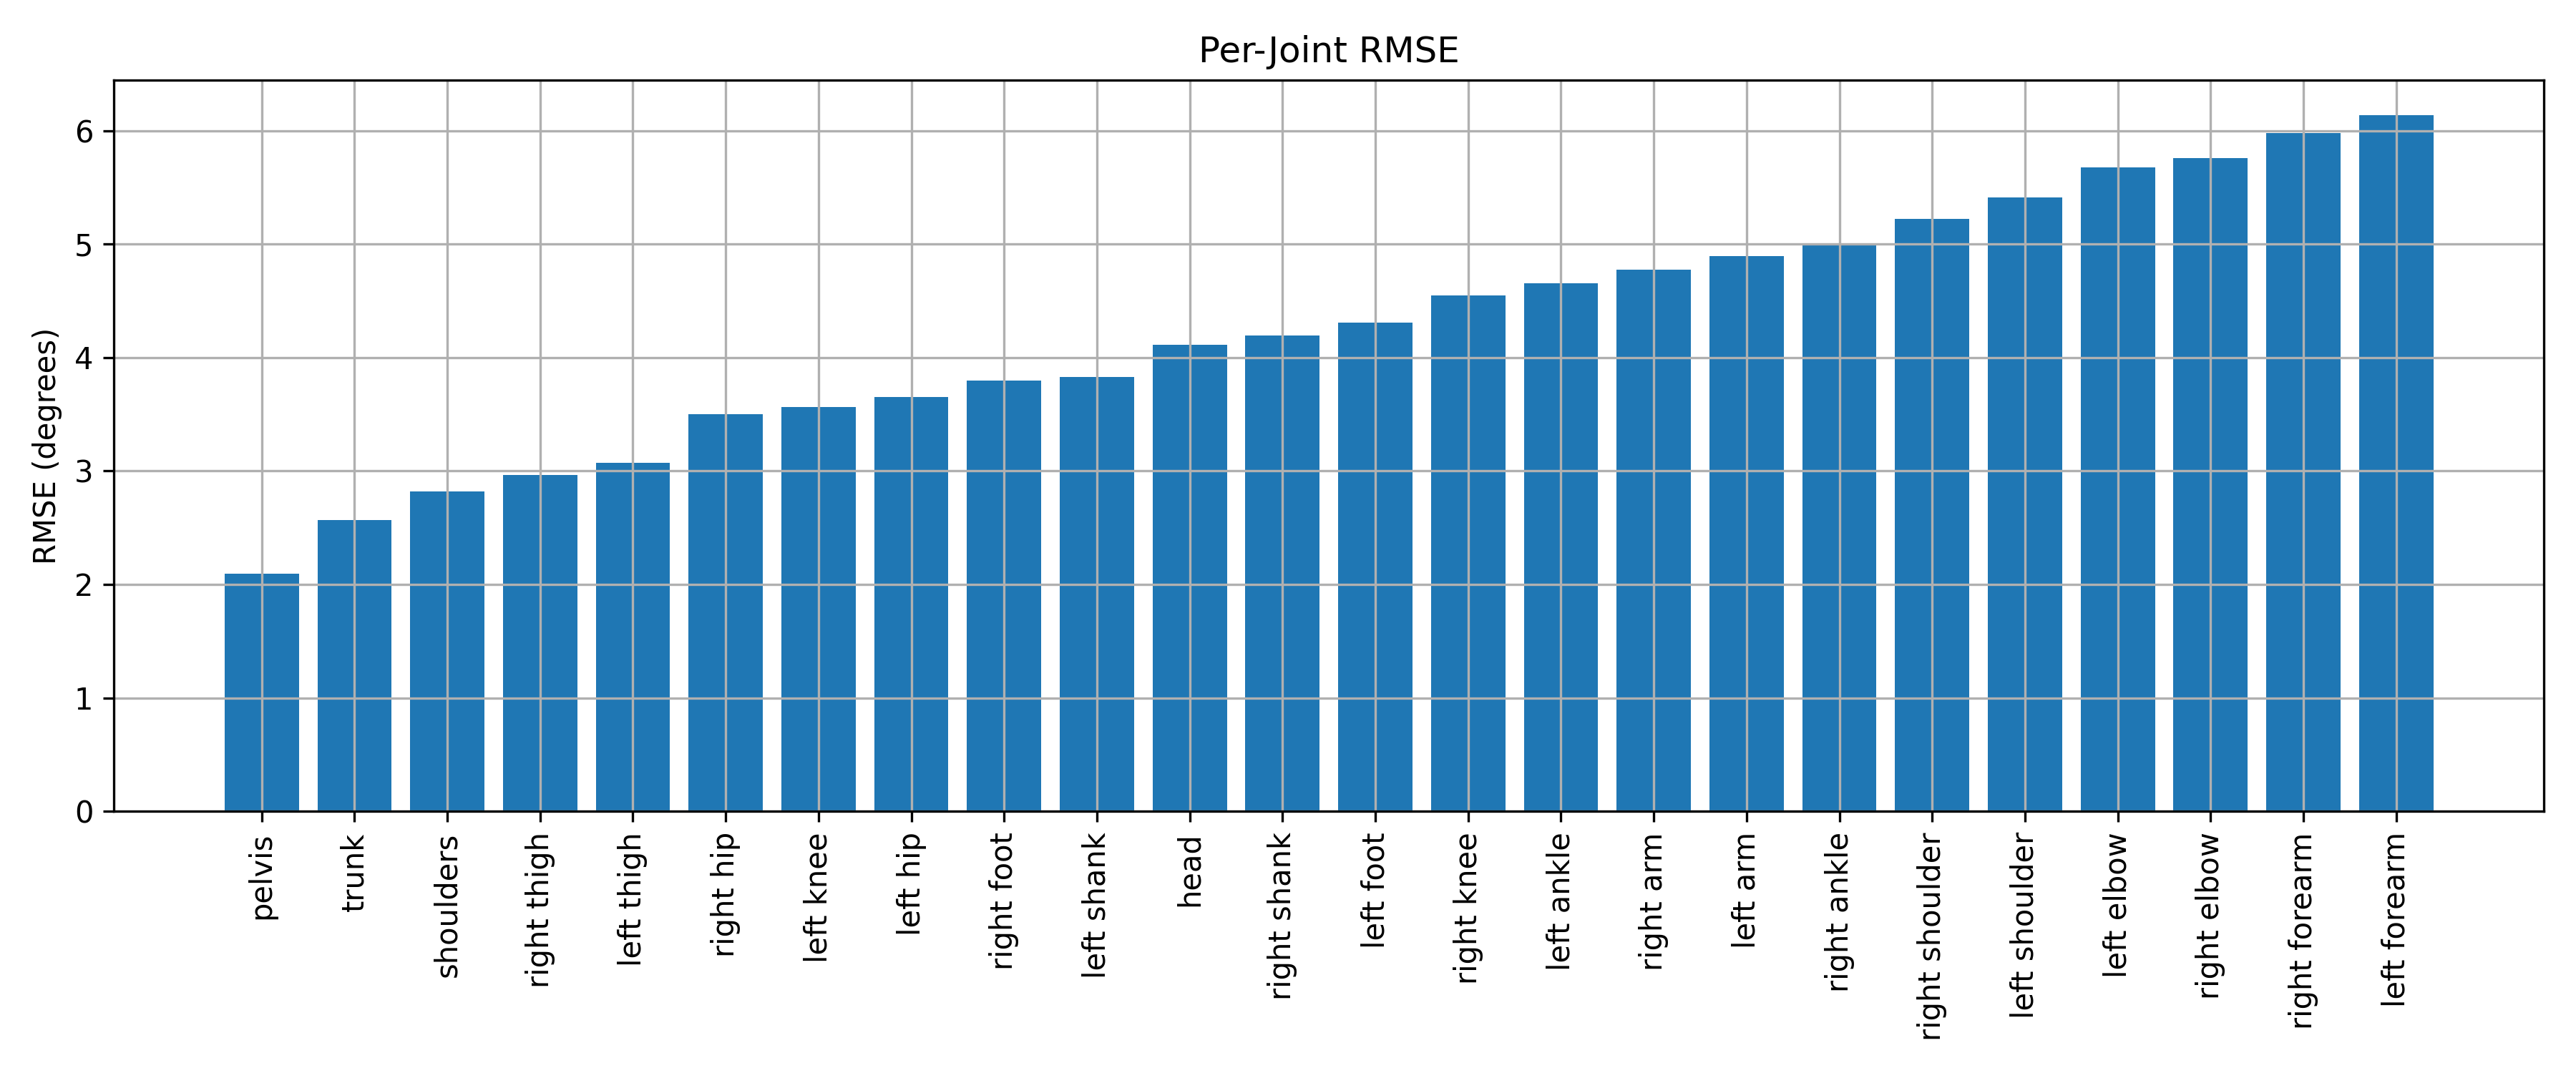 Per-Joint RMSE
RMSE (degrees)
6
5
4
3
2
1
0
pelvis
trunk
shoulders
right thigh
left thigh
right hip
left knee
left hip
right foot
left shank
head
right shank
left foot
right knee
left ankle
right arm
left arm
right ankle
right shoulder
left shoulder
left elbow
right elbow
right forearm
left forearm